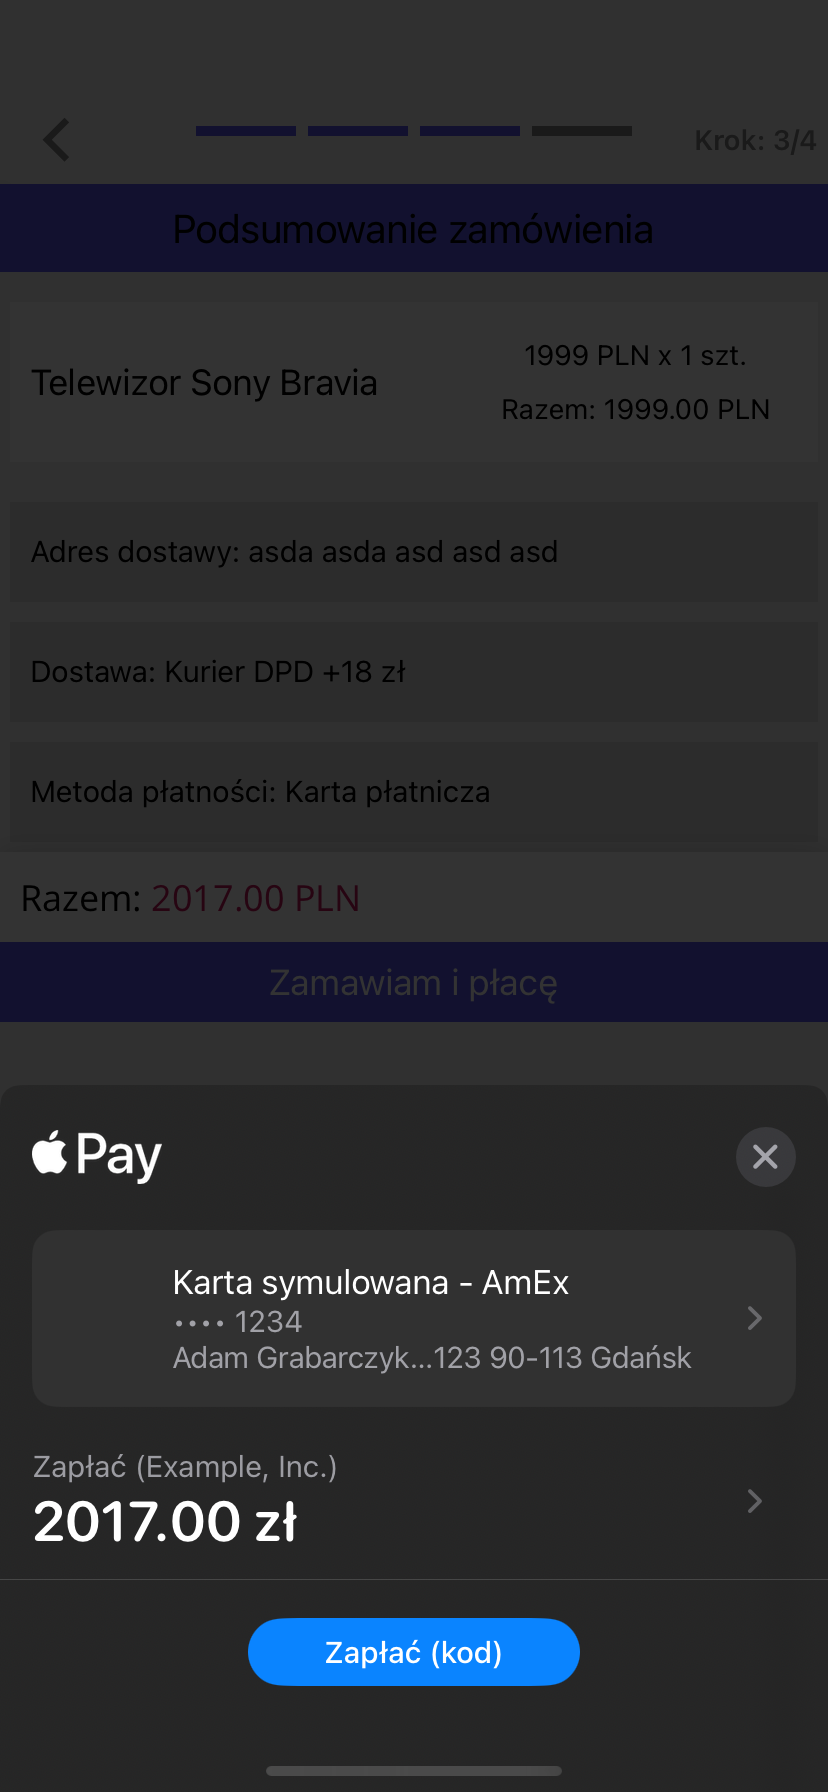 Krok: 3/4
Podsumowanie zamówienia
Telewizor Sony Bravia
1999 PLN x 1 szt.
Razem: 1999.00 PLN
Adres dostawy: asda asda asd asd asd
Dostawa: Kurier DPD +18 zł
Metoda płatności: Karta płatnicza
Razem: 2017.00 PLN
Zamawiam i płacę
Pay
Karta symulowana - AmEx
•••• 1234
Adam Grabarczyk...123 90-113 Gdańsk
Zapłać (Example, Inc.)
2017.00 zł
Zapłać (kod)